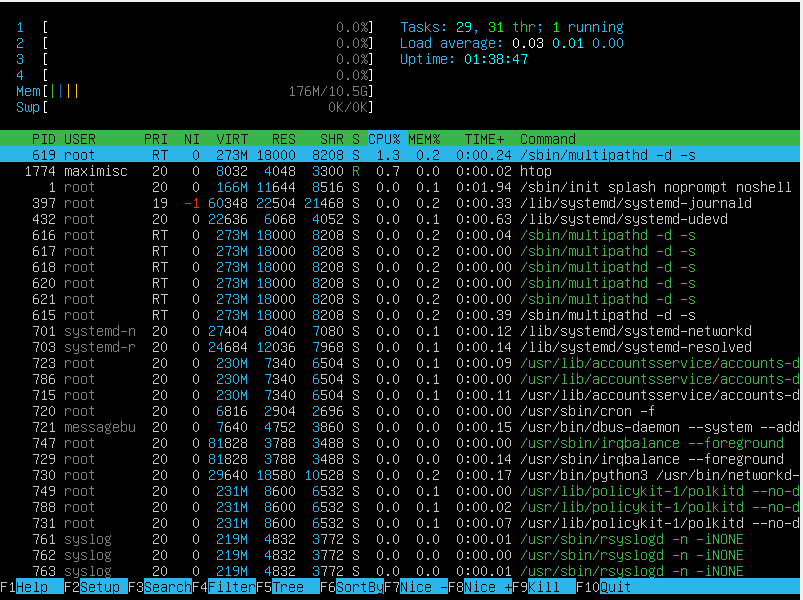 1 [ 0.0%] Tasks: 29, 31 thr; 1 running
2 [ 0.0%] Load average: 0.03 0.01 0.00
3 [ 0.0%] Uptime: 01:38:47
4 [ 0.0%]
Mem[|||| 176M/10.5G]
Swp[ 0K/0K]
PID USER PRI NI VIRT RES SHR S CPU% MEM% TIME+ Command
619 root RT 0 273M 18000 8208 S 1.3 0.2 0:00.24 /sbin/multipathd -d -s
1774 maximisc 20 0 8032 4048 3300 R 0.7 0.0 0:00.02 htop
1 root 20 0 166M 11644 8516 S 0.0 0.1 0:01.94 /sbin/init splash noprompt noshell
397 root 19 -1 60348 22504 21468 S 0.0 0.2 0:00.33 /lib/systemd/systemd-journald
432 root 20 0 22636 6068 4052 S 0.0 0.1 0:00.63 /lib/systemd/systemd-udevd
616 root RT 0 273M 18000 8208 S 0.0 0.2 0:00.04 /sbin/multipathd -d -s
617 root RT 0 273M 18000 8208 S 0.0 0.2 0:00.00 /sbin/multipathd -d -s
618 root RT 0 273M 18000 8208 S 0.0 0.2 0:00.00 /sbin/multipathd -d -s
620 root RT 0 273M 18000 8208 S 0.0 0.2 0:00.00 /sbin/multipathd -d -s
621 root RT 0 273M 18000 8208 S 0.0 0.2 0:00.00 /sbin/multipathd -d -s
615 root RT 0 273M 18000 8208 S 0.0 0.2 0:00.39 /sbin/multipathd -d -s
701 systemd-n 20 0 27404 8040 7080 S 0.0 0.1 0:00.12 /lib/systemd/systemd-networkd
703 systemd-r 20 0 24684 12036 7968 S 0.0 0.1 0:00.14 /lib/systemd/systemd-resolved
723 root 20 0 230M 7340 6504 S 0.0 0.1 0:00.09 /usr/lib/accountsservice/accounts-d
786 root 20 0 230M 7340 6504 S 0.0 0.1 0:00.00 /usr/lib/accountsservice/accounts-d
715 root 20 0 230M 7340 6504 S 0.0 0.1 0:00.11 /usr/lib/accountsservice/accounts-d
720 root 20 0 6816 2904 2696 S 0.0 0.0 0:00.00 /usr/sbin/cron -f
721 messagebu 20 0 7640 4752 3860 S 0.0 0.0 0:00.15 /usr/bin/dbus-daemon --system --add
747 root 20 0 81828 3788 3488 S 0.0 0.0 0:00.00 /usr/sbin/irqbalance --foreground
729 root 20 0 81828 3788 3488 S 0.0 0.0 0:00.14 /usr/sbin/irqbalance --foreground
730 root 20 0 29640 18580 10528 S 0.0 0.2 0:00.17 /usr/bin/python3 /usr/bin/networkd-
749 root 20 0 231M 8600 6532 S 0.0 0.1 0:00.00 /usr/lib/policykit-1/polkitd --no-d
788 root 20 0 231M 8600 6532 S 0.0 0.1 0:00.02 /usr/lib/policykit-1/polkitd --no-d
731 root 20 0 231M 8600 6532 S 0.0 0.1 0:00.07 /usr/lib/policykit-1/polkitd --no-d
761 syslog 20 0 219M 4832 3772 S 0.0 0.0 0:00.01 /usr/sbin/rsyslogd -n -iNONE
762 syslog 20 0 219M 4832 3772 S 0.0 0.0 0:00.00 /usr/sbin/rsyslogd -n -iNONE
763 syslog 20 0 219M 4832 3772 S 0.0 0.0 0:00.01 /usr/sbin/rsyslogd -n -iNONE
F1Help F2Setup F3SearchF4FilterF5Tree F6SortByF7Nice -F8Nice +F9Kill F10Quit